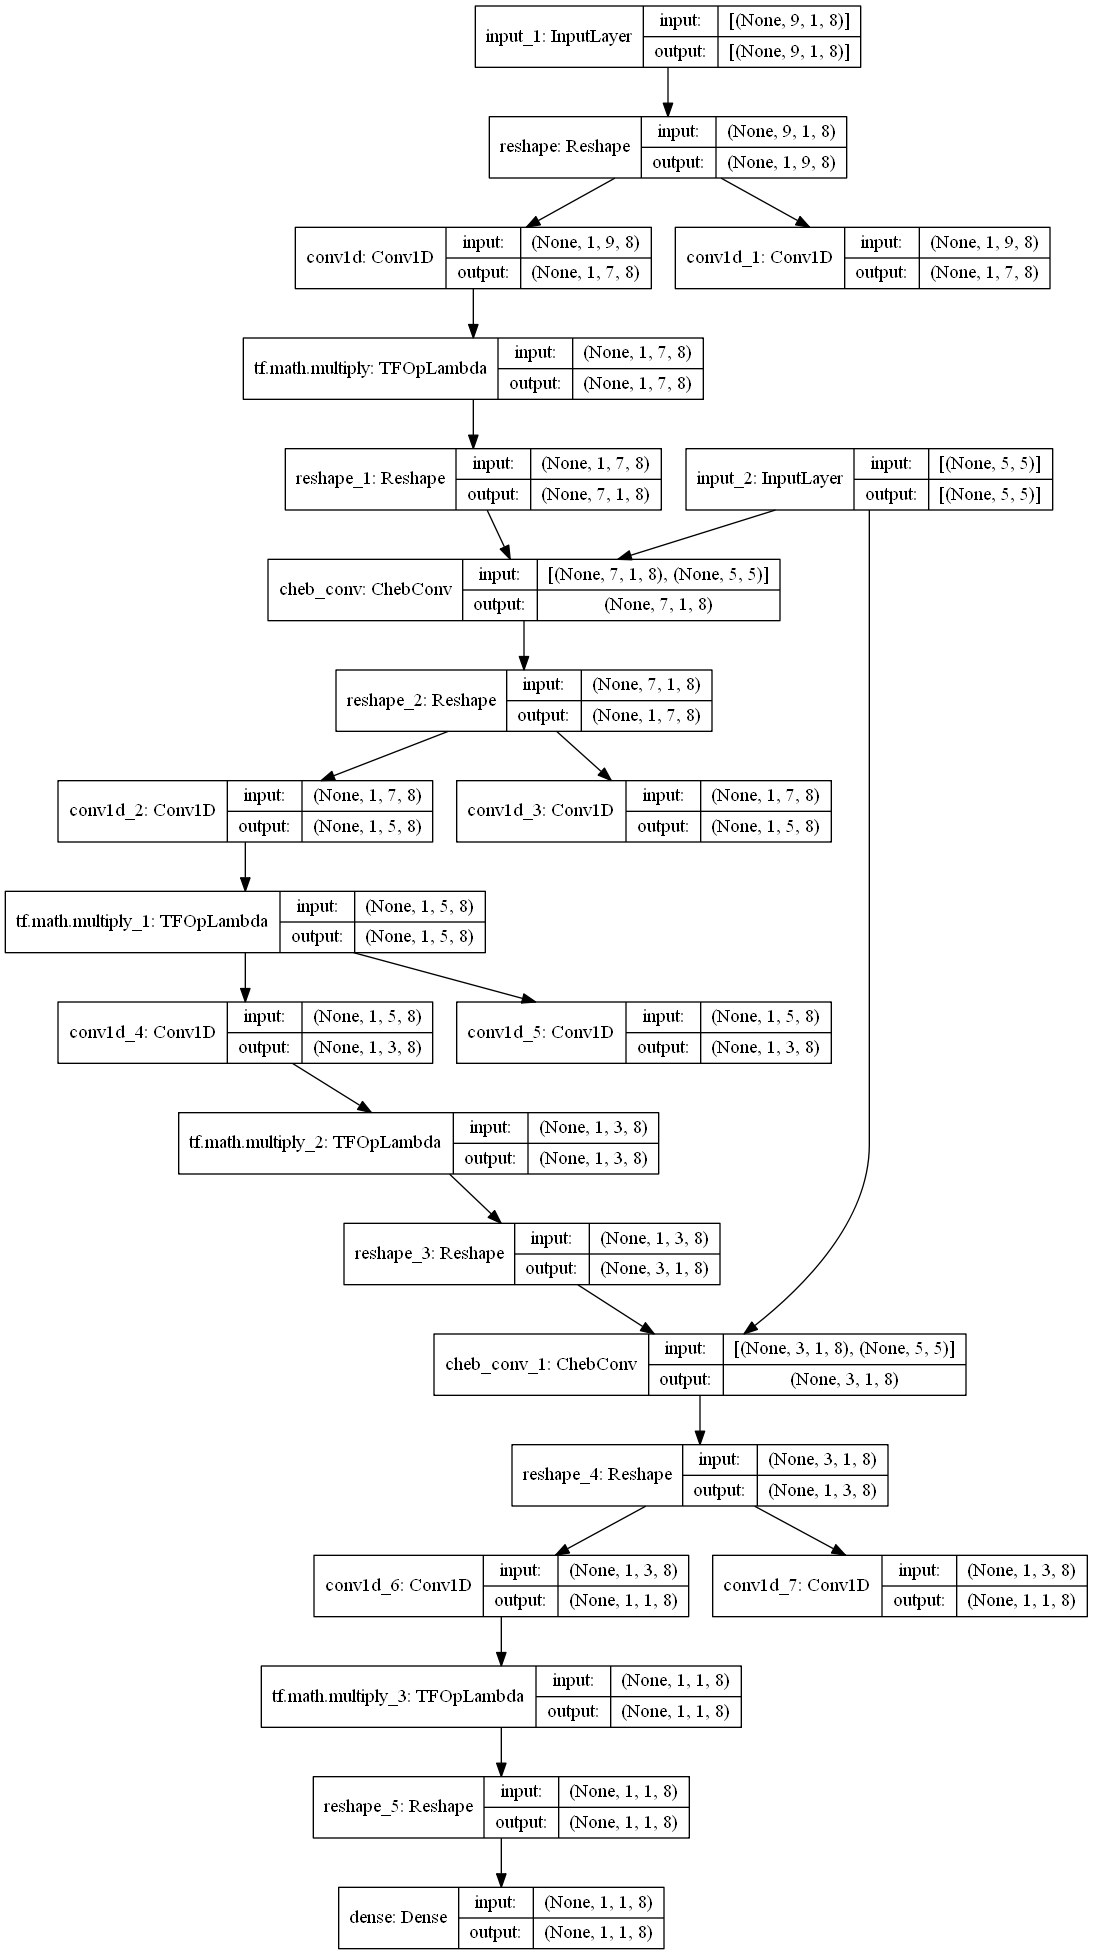 input_1: InputLayer
input: [(None, 9, 1, 8)]
output: [(None, 9, 1, 8)]
reshape: Reshape
input: (None, 9, 1, 8)
output: (None, 1, 9, 8)
conv1d: Conv1D
input: (None, 1, 9, 8)
output: (None, 1, 7, 8)
conv1d_1: Conv1D
input: (None, 1, 9, 8)
output: (None, 1, 7, 8)
tf.math.multiply: TFOpLambda
input: (None, 1, 7, 8)
output: (None, 1, 7, 8)
reshape_1: Reshape
input: (None, 1, 7, 8)
output: (None, 7, 1, 8)
input_2: InputLayer
input: [(None, 5, 5)]
output: [(None, 5, 5)]
cheb_conv: ChebConv
input: [(None, 7, 1, 8), (None, 5, 5)]
output: (None, 7, 1, 8)
reshape_2: Reshape
input: (None, 7, 1, 8)
output: (None, 1, 7, 8)
conv1d_2: Conv1D
input: (None, 1, 7, 8)
output: (None, 1, 5, 8)
conv1d_3: Conv1D
input: (None, 1, 7, 8)
output: (None, 1, 5, 8)
tf.math.multiply_1: TFOpLambda
input: (None, 1, 5, 8)
output: (None, 1, 5, 8)
conv1d_4: Conv1D
input: (None, 1, 5, 8)
output: (None, 1, 3, 8)
conv1d_5: Conv1D
input: (None, 1, 5, 8)
output: (None, 1, 3, 8)
tf.math.multiply_2: TFOpLambda
input: (None, 1, 3, 8)
output: (None, 1, 3, 8)
reshape_3: Reshape
input: (None, 1, 3, 8)
output: (None, 3, 1, 8)
cheb_conv_1: ChebConv
input: [(None, 3, 1, 8), (None, 5, 5)]
output: (None, 3, 1, 8)
reshape_4: Reshape
input: (None, 3, 1, 8)
output: (None, 1, 3, 8)
conv1d_6: Conv1D
input: (None, 1, 3, 8)
output: (None, 1, 1, 8)
conv1d_7: Conv1D
input: (None, 1, 3, 8)
output: (None, 1, 1, 8)
tf.math.multiply_3: TFOpLambda
input: (None, 1, 1, 8)
output: (None, 1, 1, 8)
reshape_5: Reshape
input: (None, 1, 1, 8)
output: (None, 1, 1, 8)
dense: Dense
input: (None, 1, 1, 8)
output: (None, 1, 1, 8)